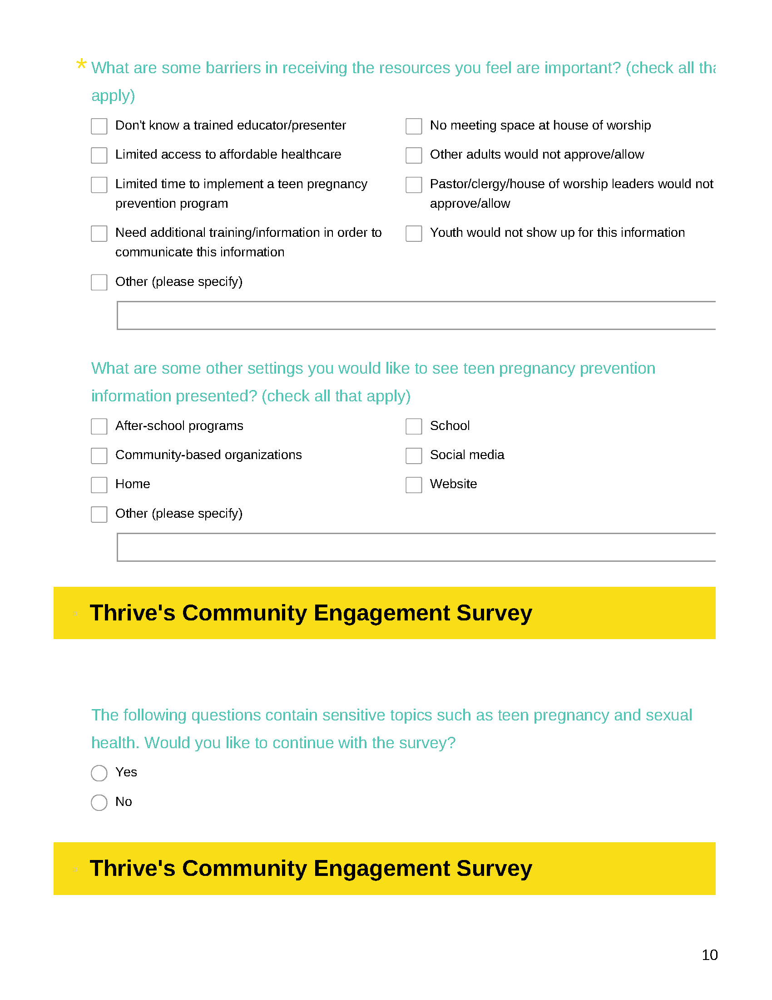 * What are some barriers in receiving the resources you feel are important? (check all
apply)
Don't know a trained educator/presenter
No meeting space at house of worship
Limited access to affordable healthcare
Other adults would not approve/allow
Limited time to implement a teen pregnancy
prevention program
Pastor/clergy/house of worship leaders would not
approve/allow
Need additional training/information in order to
communicate this information
Youth would not show up for this information
Other (please specify)
What are some other settings you would like to see teen pregnancy prevention
information presented? (check all that apply)
After-school programs
School
Community-based organizations
Social media
Home
Website
Other (please specify)
Thrive's Community Engagement Survey
The following questions contain sensitive topics such as teen pregnancy and sexual
health. Would you like to continue with the survey?
Yes
No
Thrive's Community Engagement Survey
10